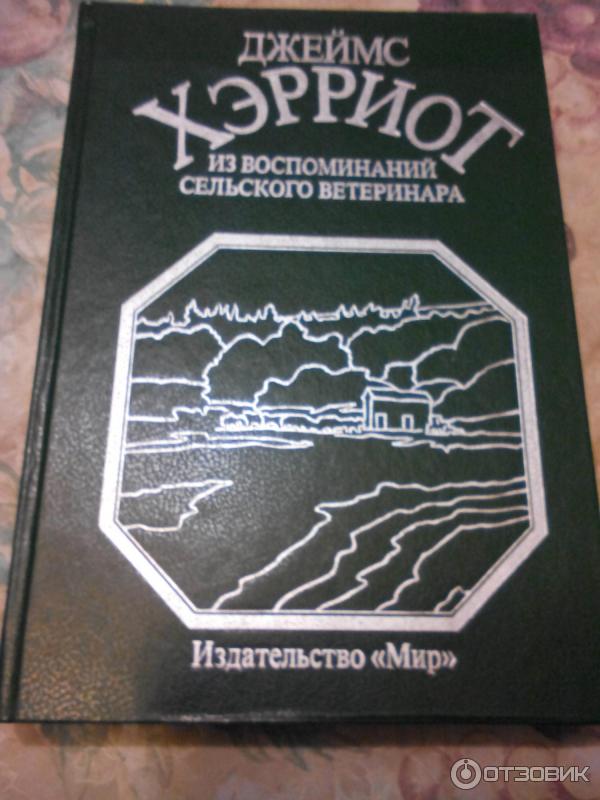 ДЖЕЙМС
ХЭРРИОТ
ИЗ ВОСПОМИНАНИЙ
СЕЛЬСКОГО ВЕТЕРИНАРА
Издательство «Мир»
ОТЗОВИК